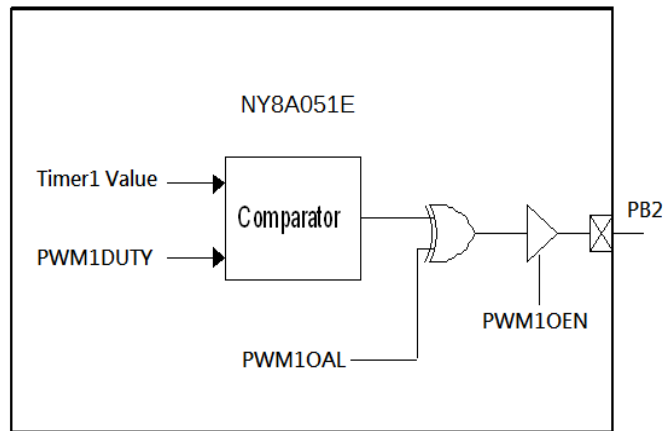 NY8A051E
Timer1 Value
Comparator
PB2
PWM1DUTY
PWM1OEN
PWM1OAL